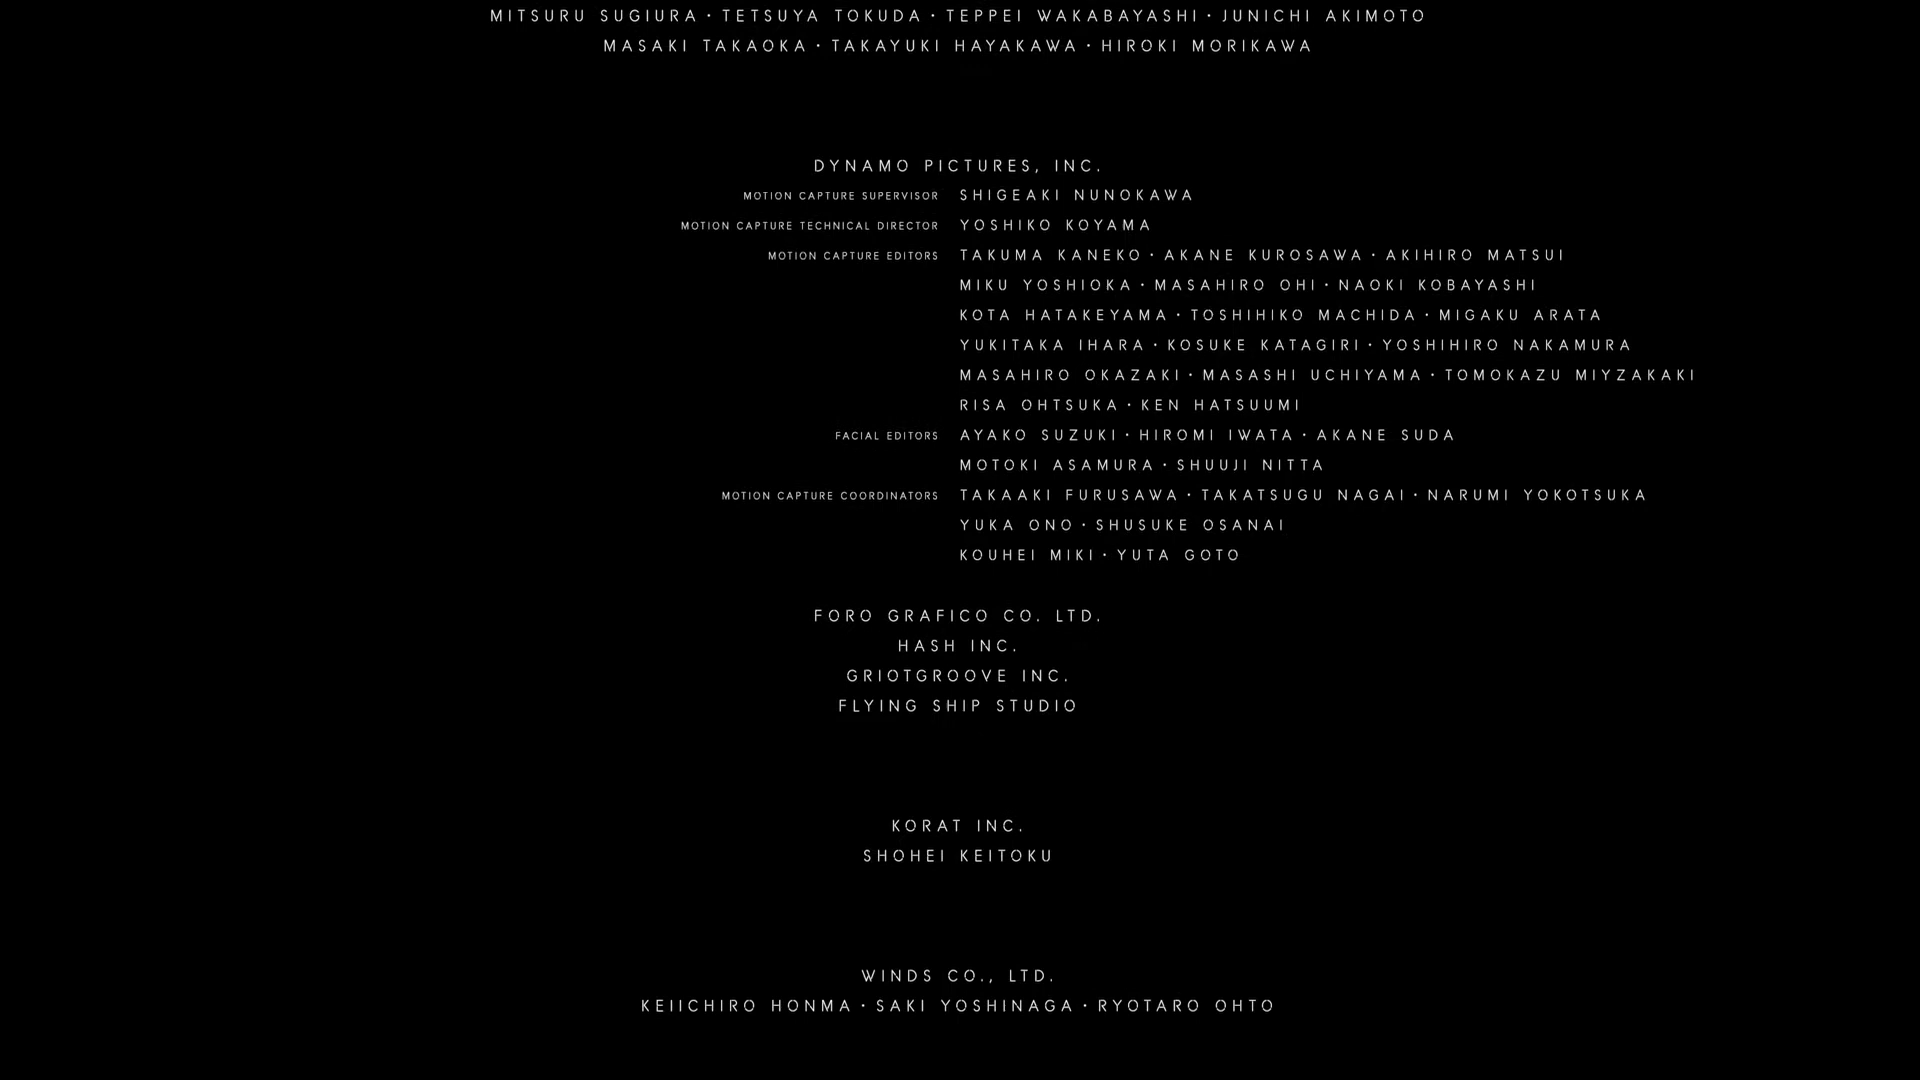 MITSURU SUGIURA・TETSUYA TOKUDA・TEPPEI WAKABAYASHI・JUNICHI AKIMOTO
MASAKI TAKAOKA・TAKAYUKI HAYAKAWA・HIROKI MORIKAWA
DYNAMO PICTURES, INC.
MOTION CAPTURE SUPERVISOR SHIGEAKI NUNOKAWA
MOTION CAPTURE TECHNICAL DIRECTOR YOSHIKO KOYAMA
MOTION CAPTURE EDITORS TAKUMA KANEKO・AKANE KUROSAWA・AKIHIRO MATSUI
MIKU YOSHIOKA・MASAHIRO OHI・NAOKI KOBAYASHI
KOTA HATAKEYAMA・TOSHIHIKO MACHIDA・MIGAKU ARATA
YUKITAKA IHARA・KOSUKE KATAGIRI・YOSHIHIRO NAKAMURA
MASAHIRO OKAZAKI・MASASHI UCHIYAMA・TOMOKAZU MIYZAKAKI
RISA OHTSUKA・KEN HATSUUMI
FACIAL EDITORS AYAKO SUZUKI・HIROMI IWATA・AKANE SUDA
MOTOKI ASAMURA・SHUUJI NITTA
MOTION CAPTURE COORDINATORS TAKAAKI FURUSAWA・TAKATSUGU NAGAI・NARUMI YOKOTSUKA
YUKA ONO・SHUSUKE OSANAI
KOUHEI MIKI・YUTA GOTO
FORO GRAFICO CO. LTD.
HASH INC.
GRIOTGROOVE INC.
FLYING SHIP STUDIO
KORAT INC.
SHOHEI KEITOKU
WINDS CO., LTD.
KEIICHIRO HONMA・SAKI YOSHINAGA・RYOTARO OHTO